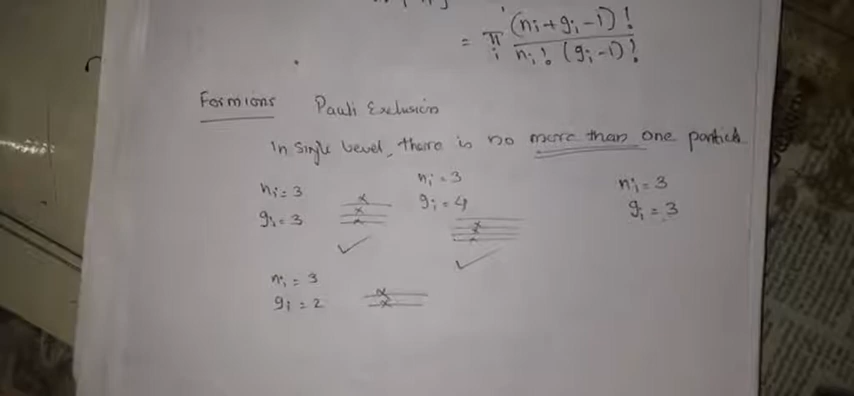 = π i (ni+gi-1)! / ni! (gi-1)!
Fermions Pauli Exclusion
In single level, there is no more than one particle
ni = 3
gi = 3
ni = 3
gi = 4
ni = 3
gi = 3
ni = 3
gi = 2